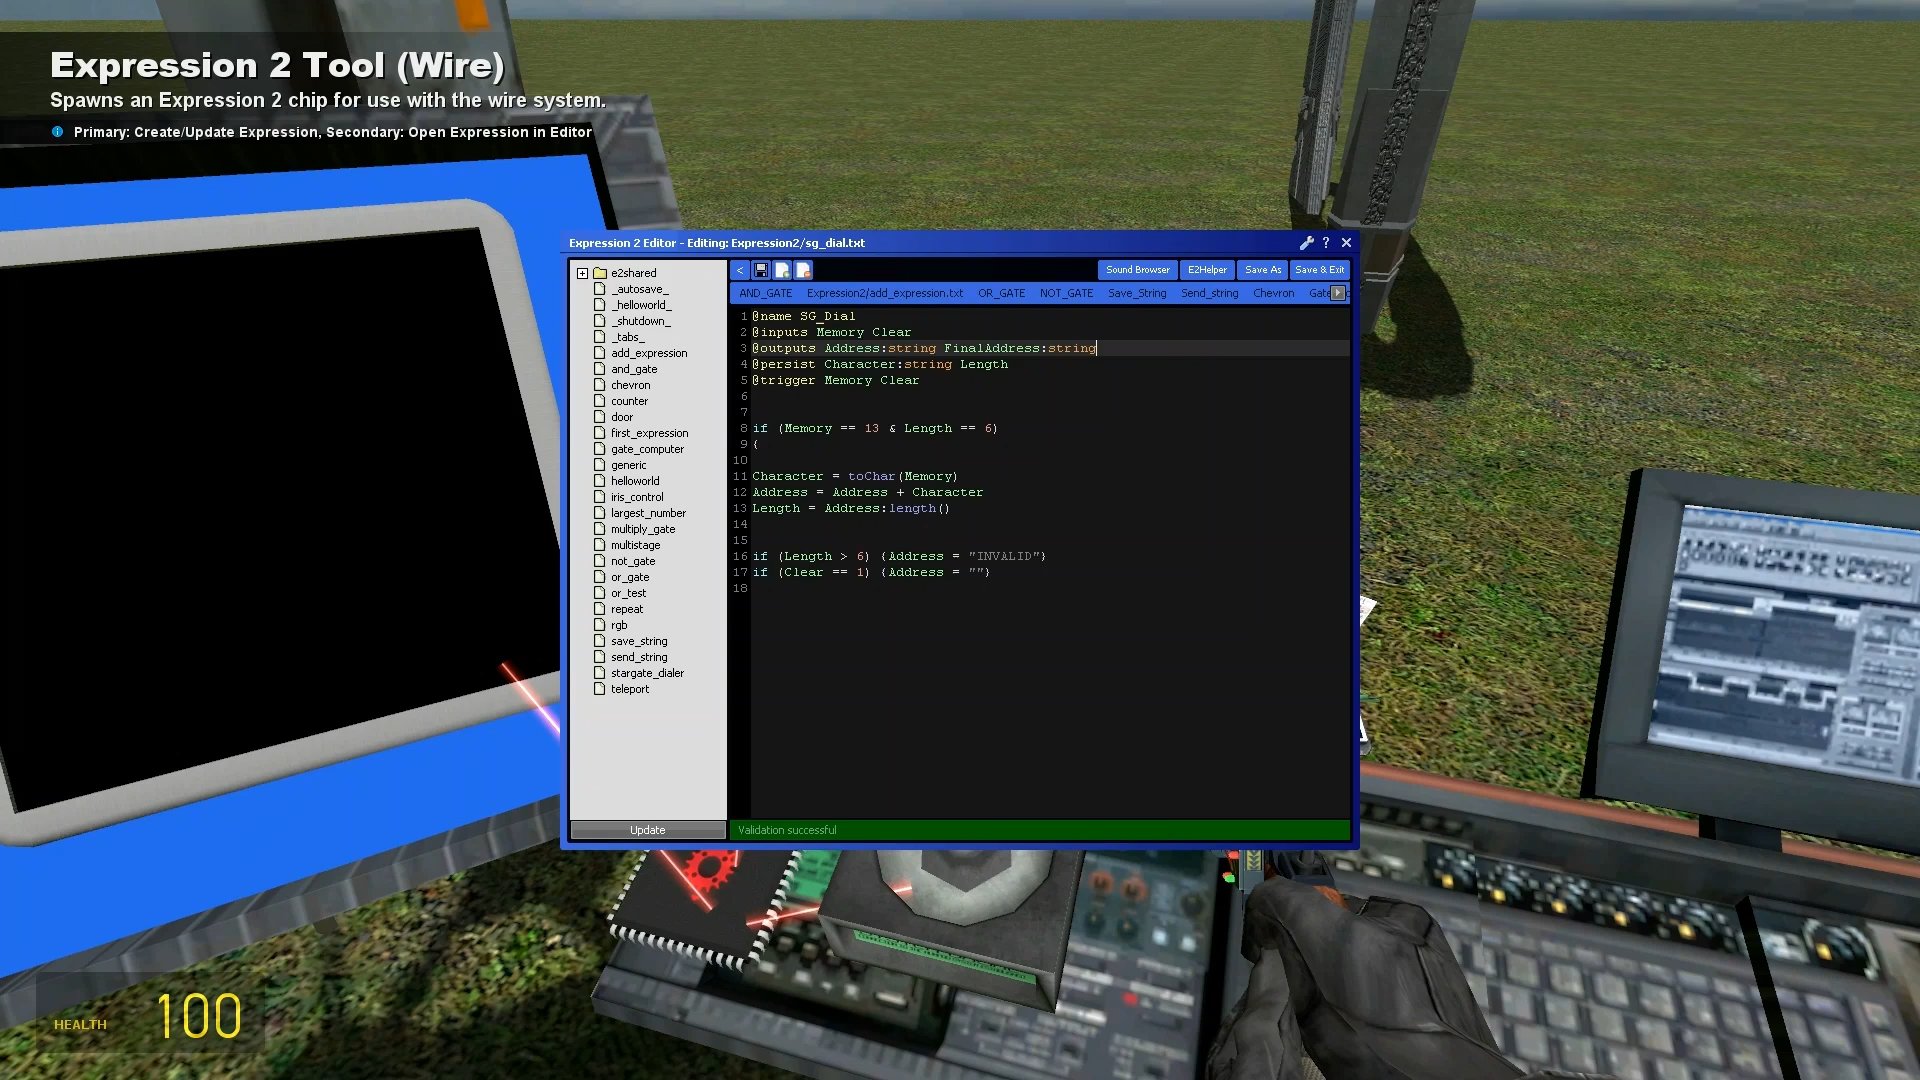 Expression 2 Tool (Wire)
Spawns an Expression 2 chip for use with the wire system.
Primary: Create/Update Expression, Secondary: Open Expression in Editor
Expression 2 Editor - Editing: Expression2/sg_dial.txt
?
e2shared
_autosave_
_helloworld_
_shutdown_
_tabs_
add_expression
and_gate
chevron
counter
door
first_expression
gate_computer
generic
helloworld
iris_control
largest_number
multiply_gate
multistage
not_gate
or_gate
or_test
repeat
rgb
save_string
send_string
stargate_dialer
teleport
Update
< Sound Browser E2Helper Save As Save & Exit
AND_GATE Expression2/add_expression.txt OR_GATE NOT_GATE Save_String Send_string Chevron Gate
1 @name SG_Dial
2 @inputs Memory Clear
3 @outputs Address:string FinalAddress:string
4 @persist Character:string Length
5 @trigger Memory Clear
6
7
8 if (Memory == 13 & Length == 6)
9 {
10
11 Character = toChar(Memory)
12 Address = Address + Character
13 Length = Address:length()
14
15
16 if (Length > 6) {Address = "INVALID"}
17 if (Clear == 1) {Address = ""}
18
Validation successful
HEALTH 100